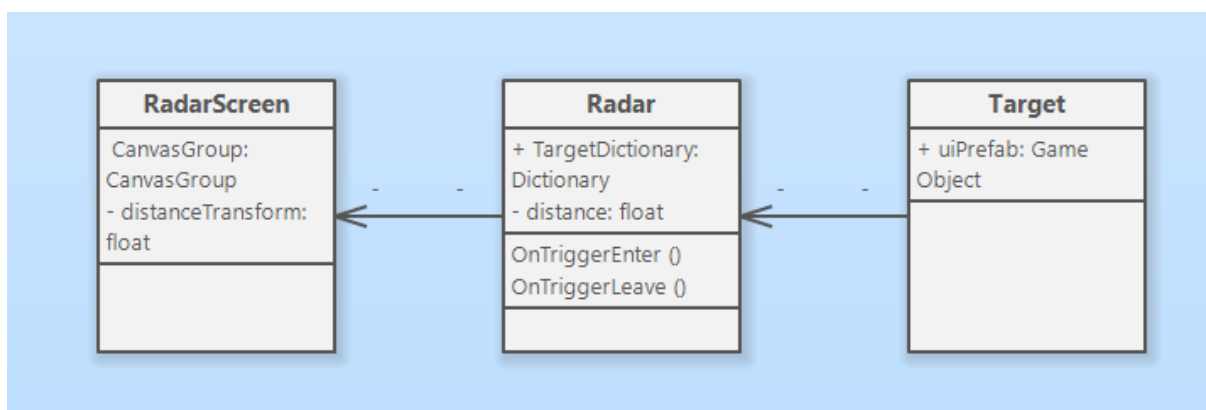 RadarScreen
CanvasGroup:
CanvasGroup
- distanceTransform:
float
- -
Radar
+ TargetDictionary:
Dictionary
- distance: float
OnTriggerEnter ()
OnTriggerLeave ()
- -
Target
+ uiPrefab: Game
Object